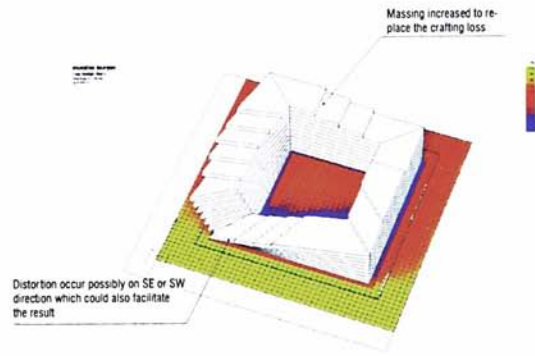 Massing increased to re-
place the crafting loss
Distortion occur possibly on SE or SW
direction which could also facilitate
the result